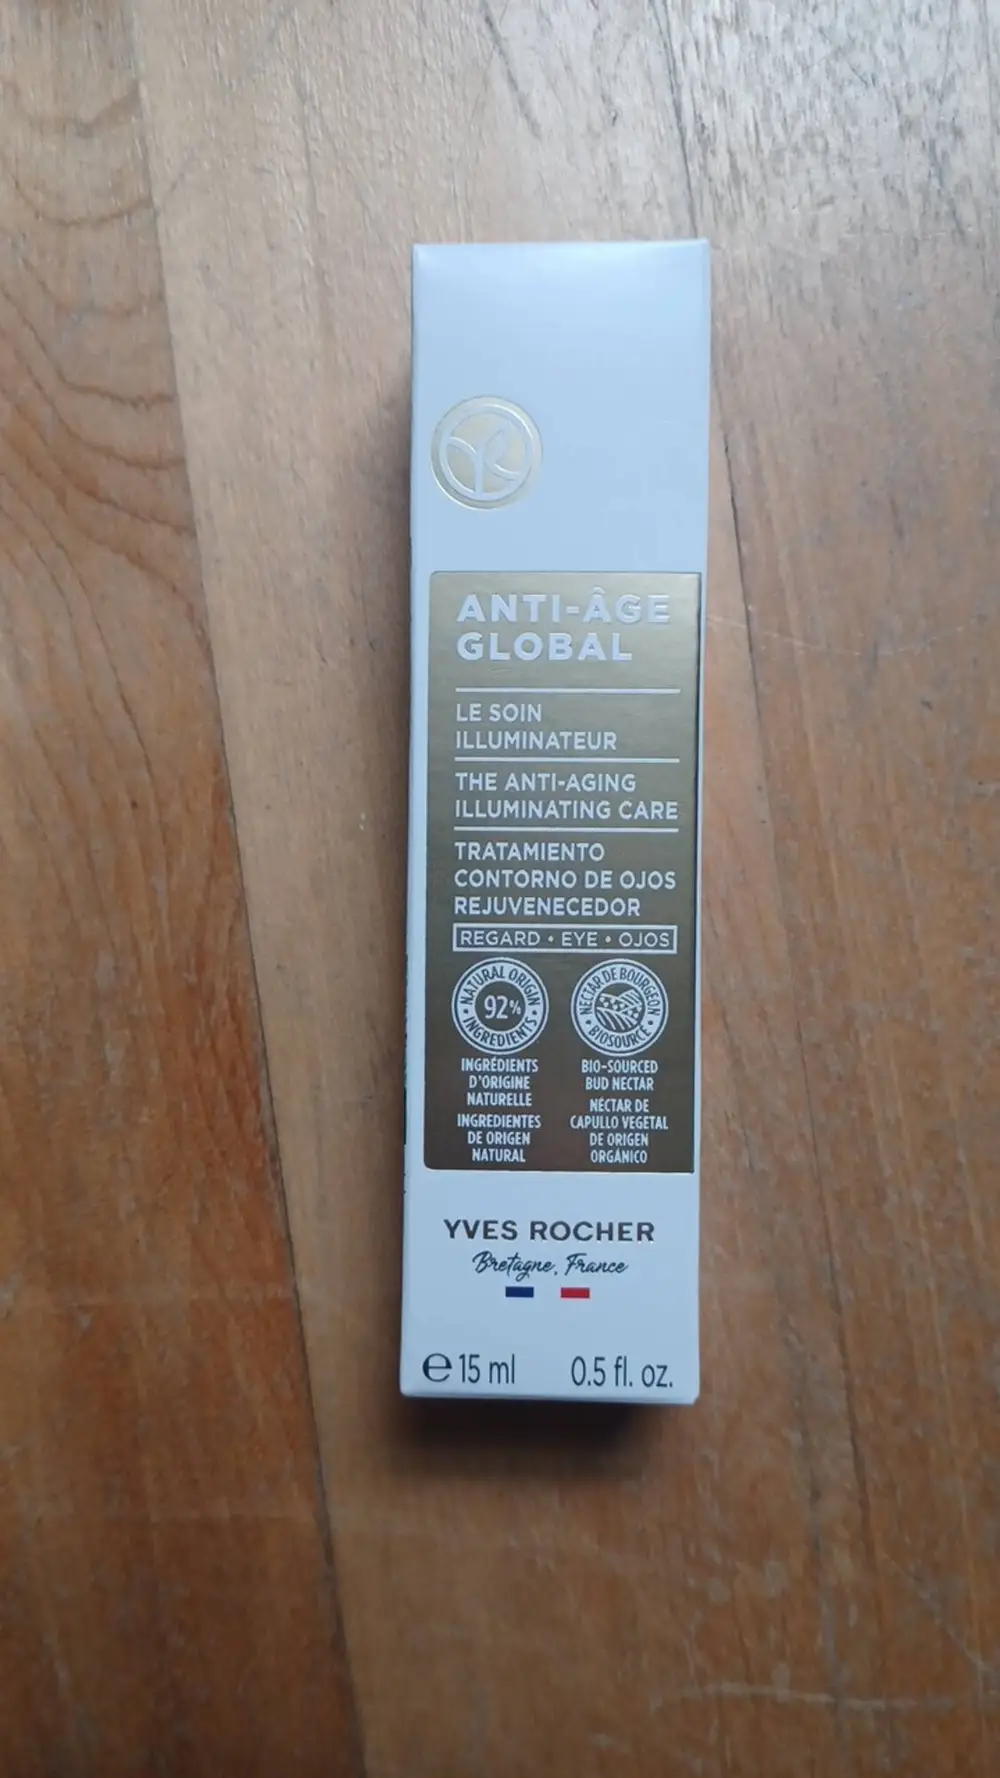 ANTI-ÂGE
GLOBAL
LE SOIN
ILLUMINATEUR
THE ANTI-AGING
ILLUMINATING CARE
TRATAMIENTO
CONTORNO DE OJOS
REJUVENECEDOR
REGARD • EYE • OJOS
NATURAL ORIGIN
92%
INGREDIENTS
INGRÉDIENTS
D'ORIGINE
NATURELLE
INGREDIENTES
DE ORIGEN
NATURAL
NECTAR DE BOURGEON
BIOSOURCÉ
BIO-SOURCED
BUD NECTAR
NÉCTAR DE
CAPULLO VEGETAL
DE ORIGEN
ORGÁNICO
YVES ROCHER
Bretagne, France
e 15 ml 0.5 fl. oz.